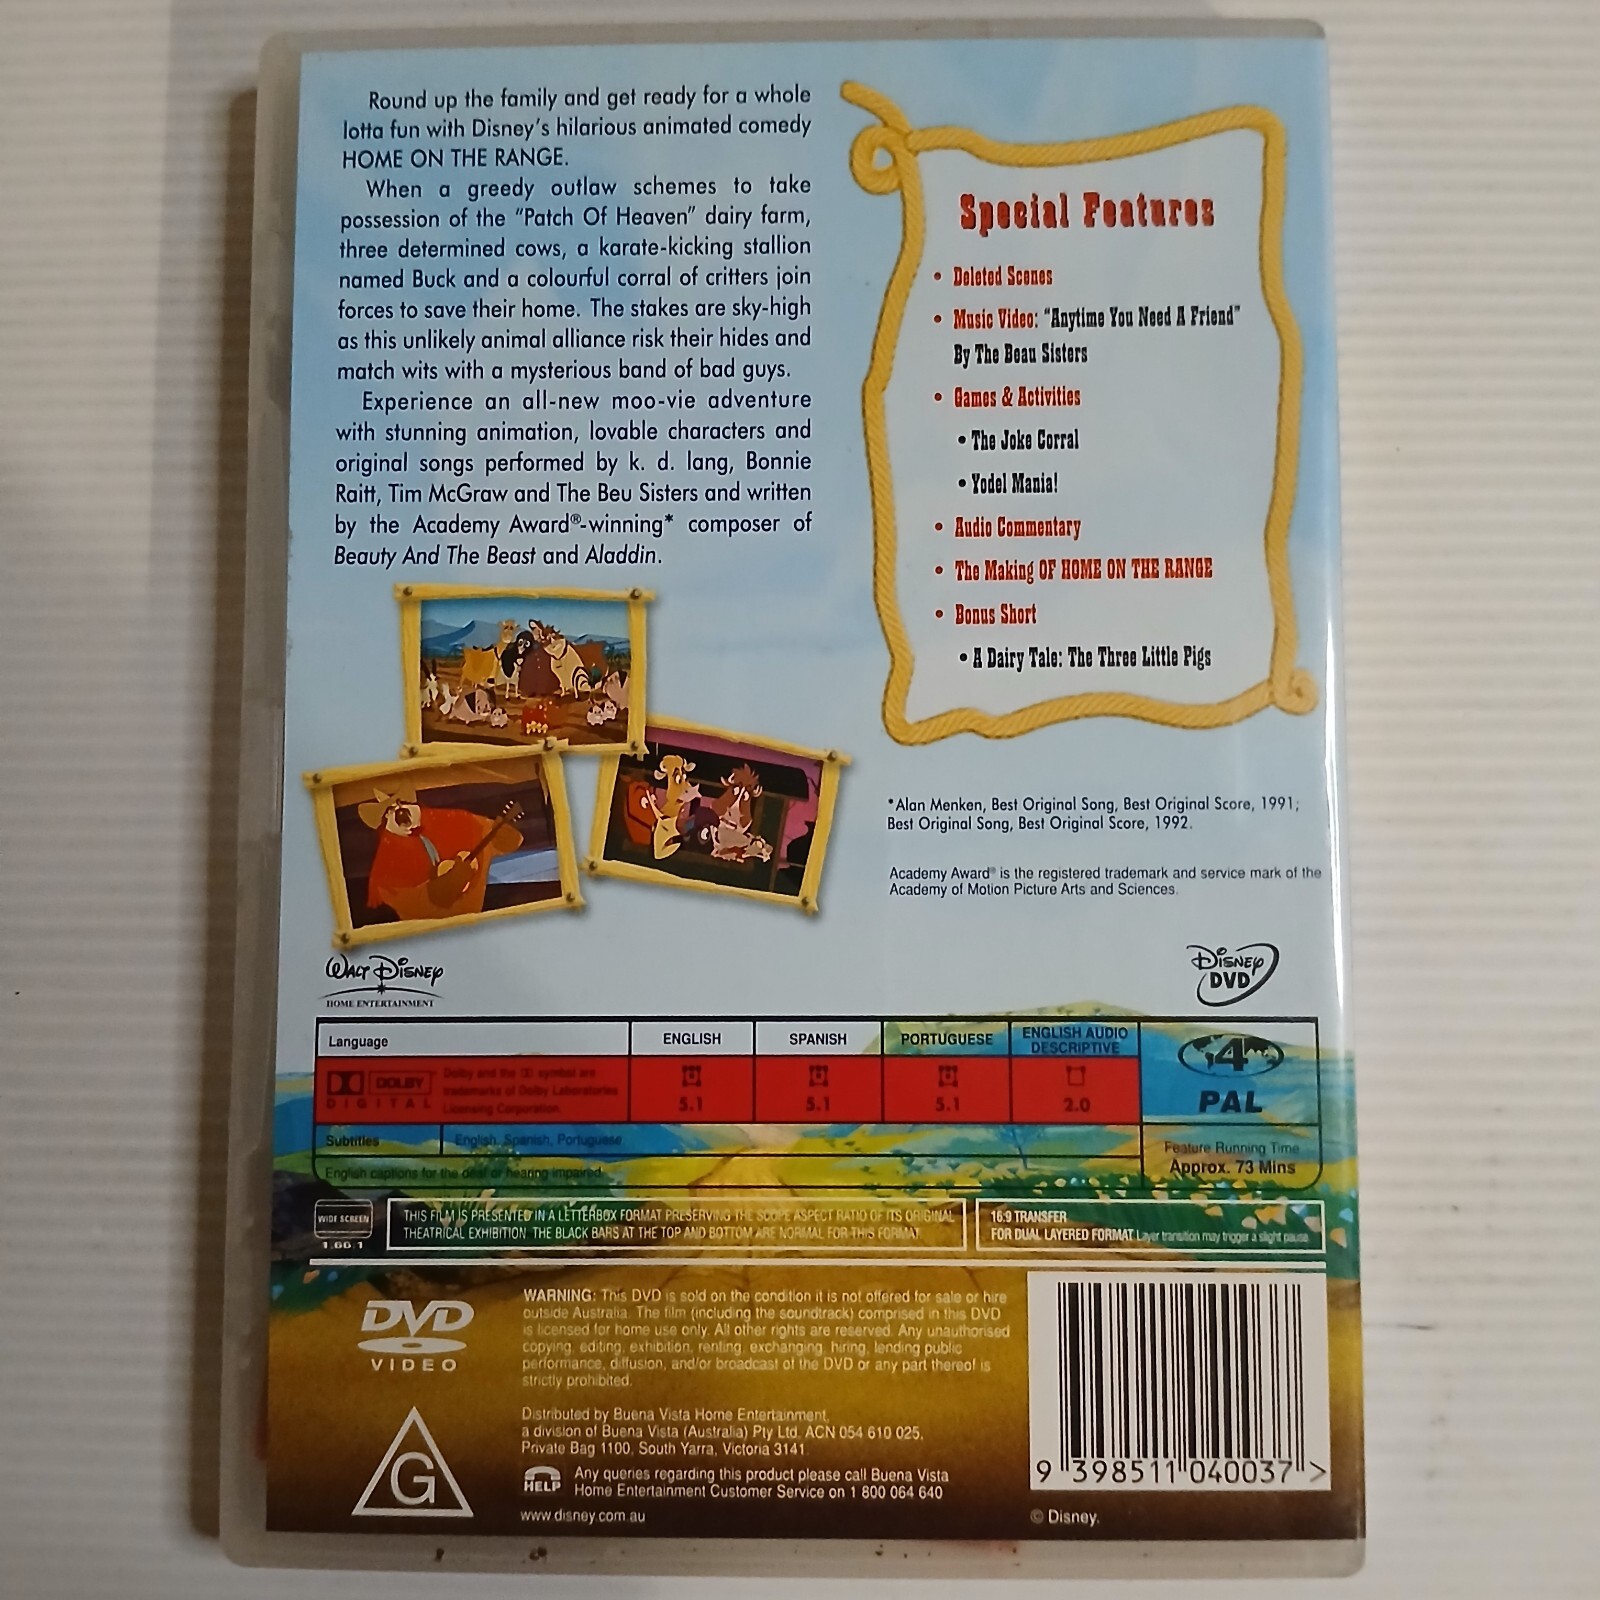 Round up the family and get ready for a whole
lotta fun with Disney's hilarious animated comedy
HOME ON THE RANGE.
When a greedy outlaw schemes to take
possession of the "Patch Of Heaven" dairy farm,
three determined cows, a karate-kicking stallion
named Buck and a colourful corral of critters join
forces to save their home. The stakes are sky-high
as this unlikely animal alliance risk their hides and
match wits with a mysterious band of bad guys.
Experience an all-new moo-vie adventure
with stunning animation, lovable characters and
original songs performed by k. d. lang, Bonnie
Raitt, Tim McGraw and The Beu Sisters and written
by the Academy Award®-winning* composer of
Beauty And The Beast and Aladdin.
Special Features
• Deleted Scenes
• Music Video: "Anytime You Need A Friend"
By The Beau Sisters
• Games & Activities
• The Joke Corral
• Yodel Mania!
• Audio Commentary
• The Making OF HOME ON THE RANGE
• Bonus Short
• A Dairy Tale: The Three Little Pigs
*Alan Menken, Best Original Song, Best Original Score, 1991;
Best Original Song, Best Original Score, 1992.
Academy Award® is the registered trademark and service mark of the
Academy of Motion Picture Arts and Sciences.
WALT DISNEY
HOME ENTERTAINMENT
DISNEY
DVD
Language ENGLISH SPANISH PORTUGUESE ENGLISH AUDIO
DESCRIPTIVE
DOLBY
DIGITAL
Dolby and the DD symbol are
trademarks of Dolby Laboratories
Licensing Corporation.
5.1 5.1 5.1 2.0
4
PAL
Subtitles English, Spanish, Portuguese
English captions for the deaf or hearing impaired.
Feature Running Time
Approx. 73 Mins
WIDE SCREEN
1.66:1
THIS FILM IS PRESENTED IN A LETTERBOX FORMAT PRESERVING THE SCOPE ASPECT RATIO OF ITS ORIGINAL
THEATRICAL EXHIBITION. THE BLACK BARS AT THE TOP AND BOTTOM ARE NORMAL FOR THIS FORMAT.
16:9 TRANSFER
FOR DUAL LAYERED FORMAT Layer transition may trigger a slight pause.
DVD
VIDEO
WARNING: This DVD is sold on the condition it is not offered for sale or hire
outside Australia. The film (including the soundtrack) comprised in this DVD
is licensed for home use only. All other rights are reserved. Any unauthorised
copying, editing, exhibition, renting, exchanging, hiring, lending public
performance, diffusion, and/or broadcast of the DVD or any part thereof is
strictly prohibited.
Distributed by Buena Vista Home Entertainment,
a division of Buena Vista (Australia) Pty Ltd. ACN 054 610 025,
Private Bag 1100, South Yarra, Victoria 3141.
HELP
Any queries regarding this product please call Buena Vista
Home Entertainment Customer Service on 1 800 064 640
www.disney.com.au
G
9 398511 040037 >
© Disney.